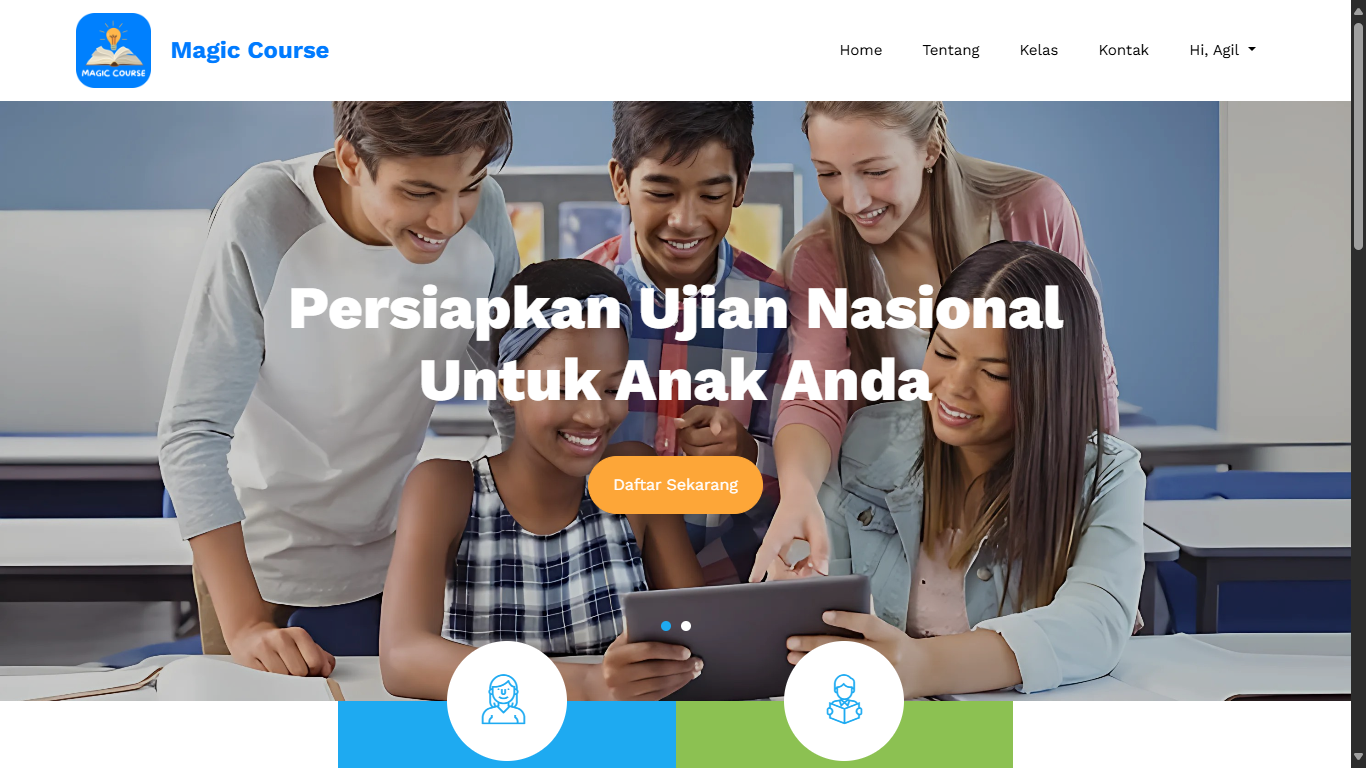 MAGIC COURSE
Magic Course
Home
Tentang
Kelas
Kontak
Hi, Agil
Persiapkan Ujian Nasional
Untuk Anak Anda
Daftar Sekarang